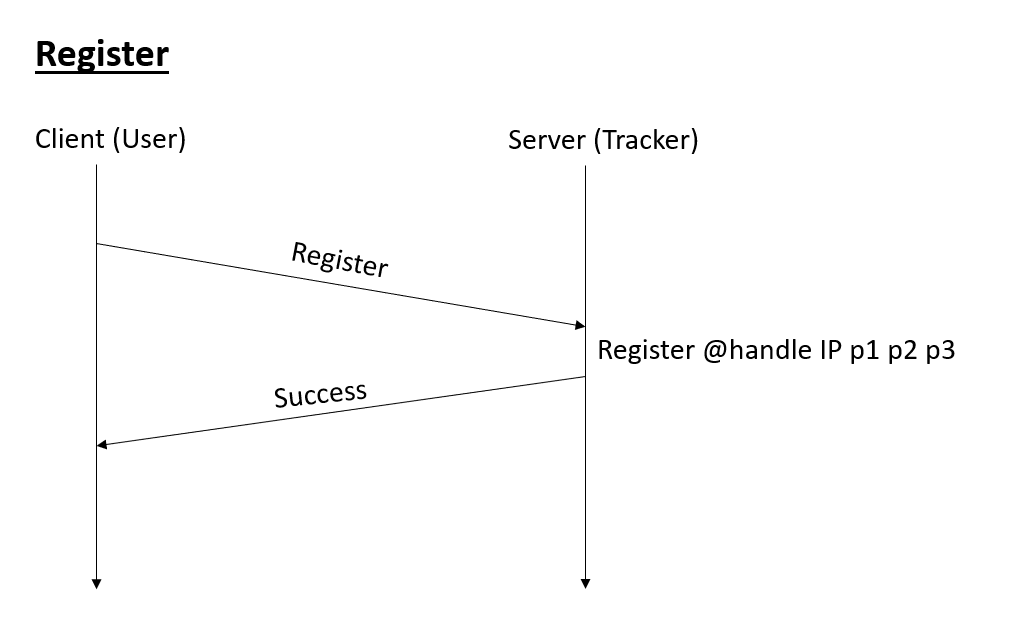 Register
Client (User)
Server (Tracker)
Register
Register @handle IP p1 p2 p3
Success